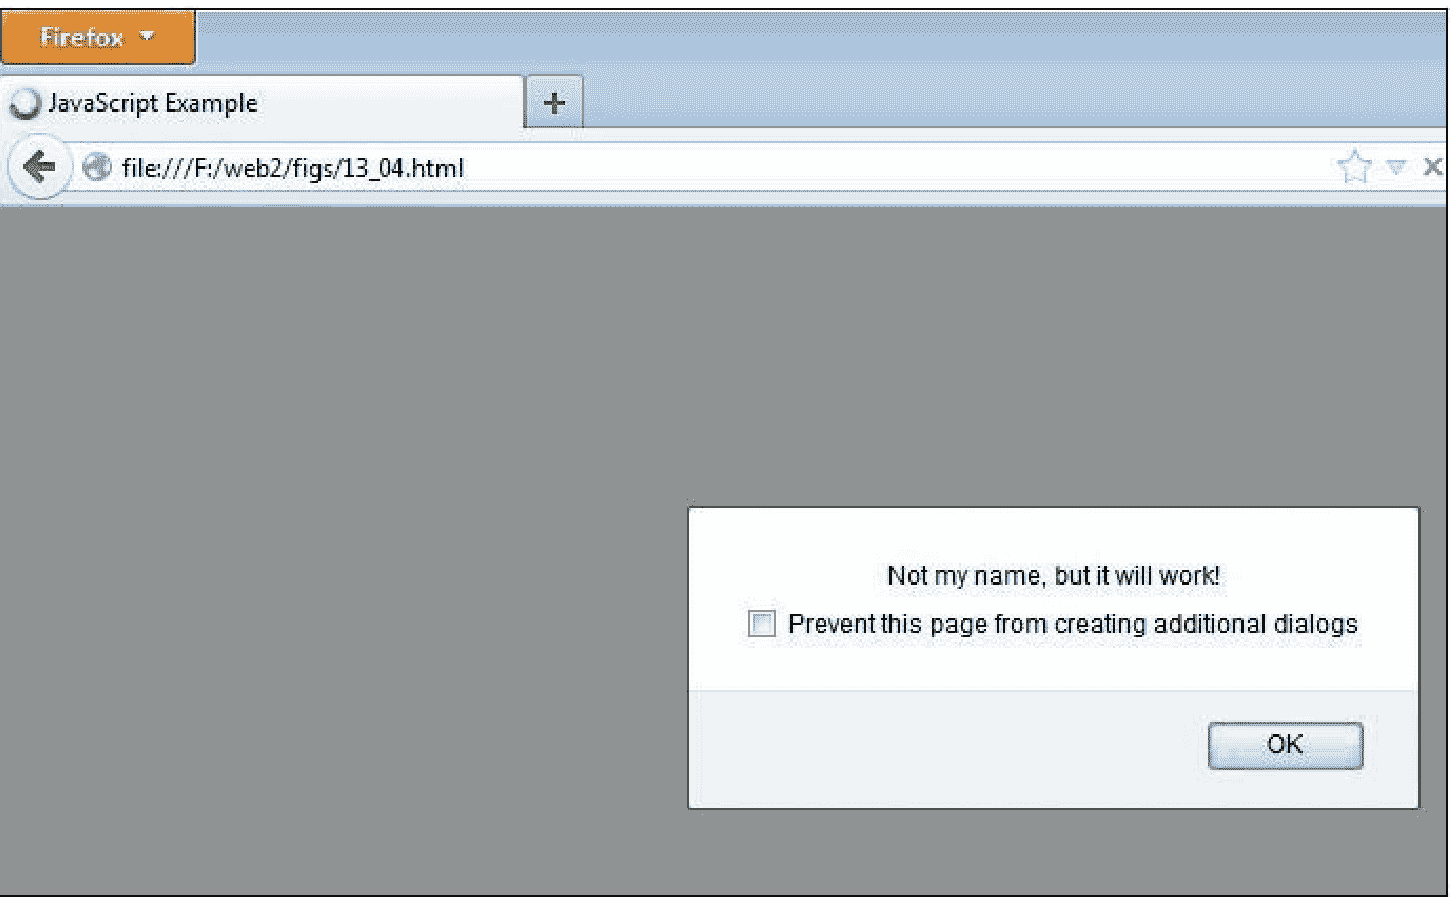 Firefox
JavaScript Example
file:///F:/web2/figs/13_04.html
Not my name, but it will work!
Prevent this page from creating additional dialogs
OK